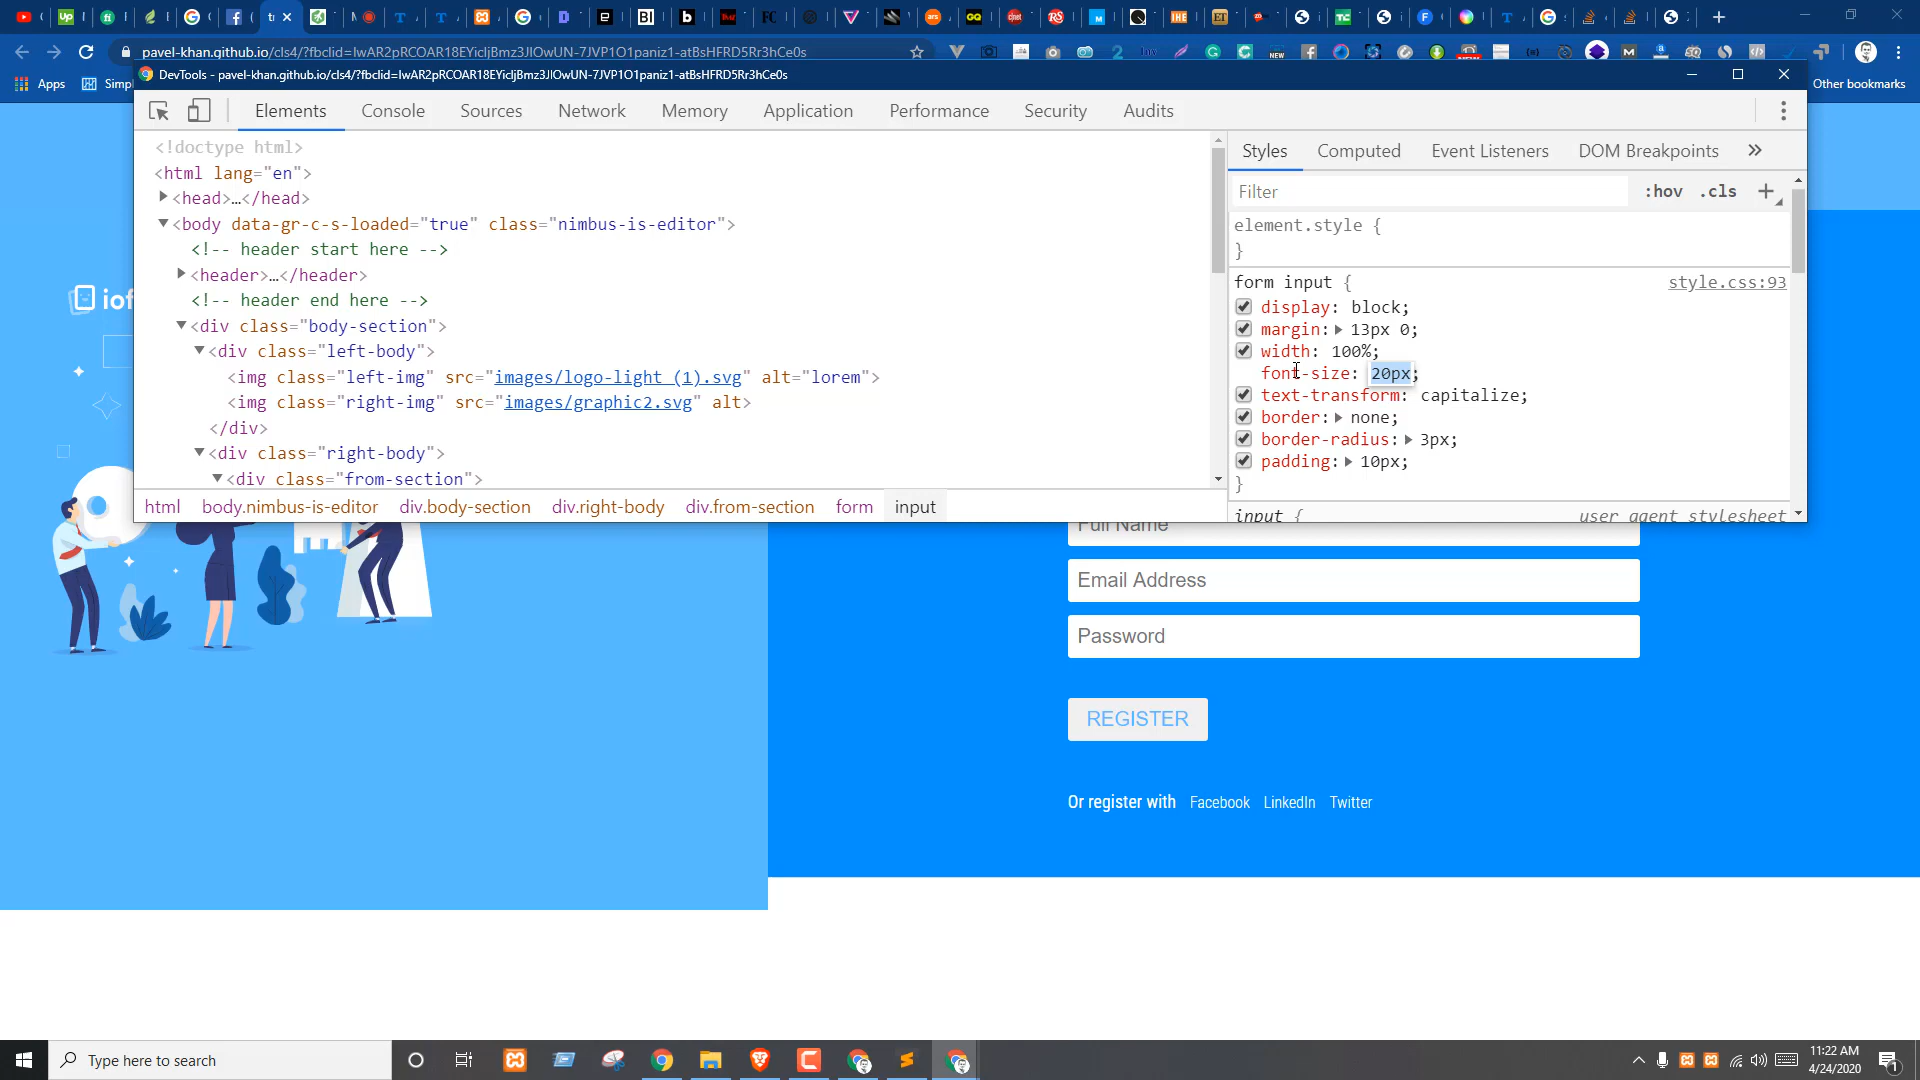 pavel-khan.github.io/cls4/?fbclid=IwAR2pRCOAR18EYicljBmz3JlOwUN-7JVP1O1paniz1-atBsHFRD5Rr3hCe0s
Apps
Simpl
Other bookmarks
DevTools - pavel-khan.github.io/cls4/?fbclid=IwAR2pRCOAR18EYicljBmz3JlOwUN-7JVP1O1paniz1-atBsHFRD5Rr3hCe0s
Elements Console Sources Network Memory Application Performance Security Audits
<!doctype html>
<html lang="en">
<head>…</head>
<body data-gr-c-s-loaded="true" class="nimbus-is-editor">
<!-- header start here -->
<header>…</header>
<!-- header end here -->
<div class="body-section">
<div class="left-body">
<img class="left-img" src="images/logo-light (1).svg" alt="lorem">
<img class="right-img" src="images/graphic2.svg" alt>
</div>
<div class="right-body">
<div class="from-section">
html body.nimbus-is-editor div.body-section div.right-body div.from-section form input
Styles Computed Event Listeners DOM Breakpoints »
Filter :hov .cls +
element.style {
}
form input { style.css:93
display: block;
margin: 13px 0;
width: 100%;
font-size: 20px;
text-transform: capitalize;
border: none;
border-radius: 3px;
padding: 10px;
}
input { user agent stylesheet
iof
Full Name
Email Address
Password
REGISTER
Or register with Facebook LinkedIn Twitter
Type here to search
11:22 AM
4/24/2020